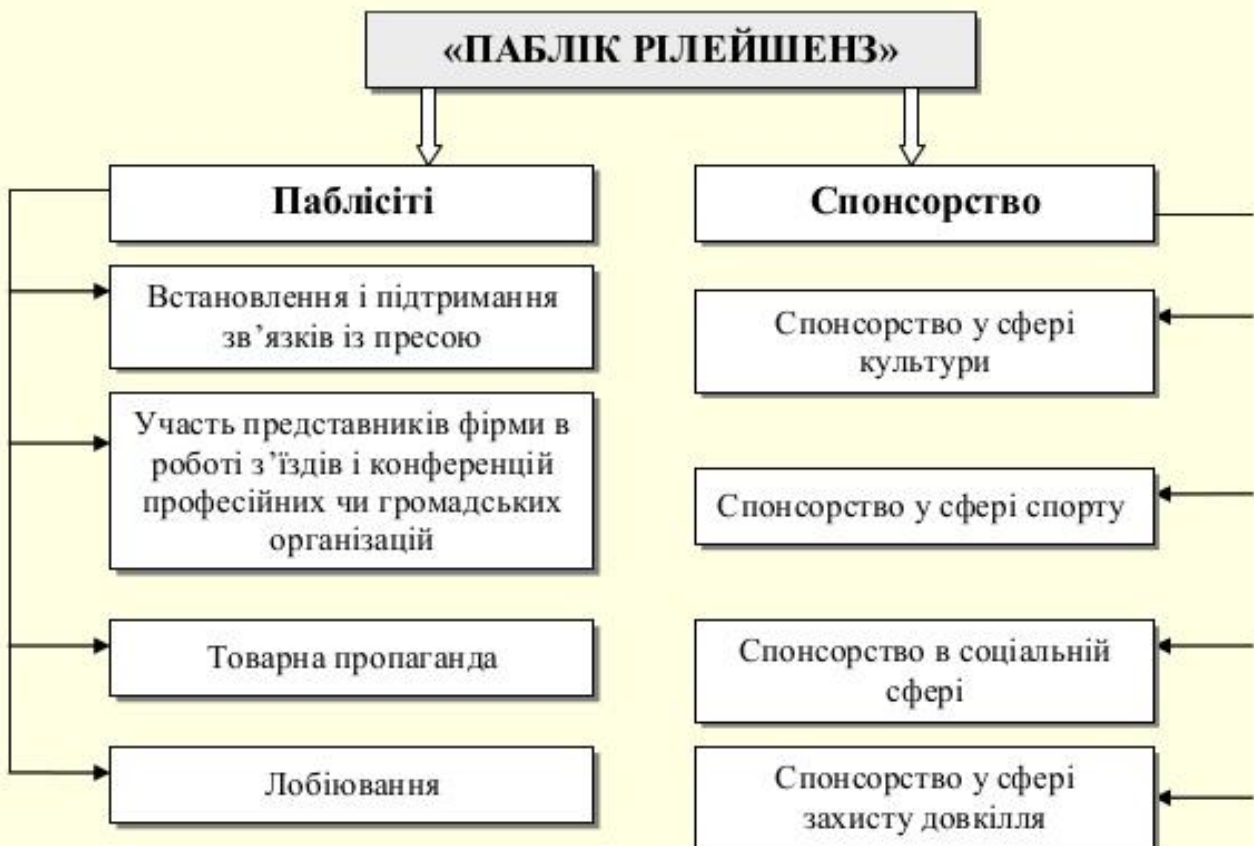 «ПАБЛІК РІЛЕЙШЕНЗ»
Паблісіті
Встановлення і підтримання
зв’язків із пресою
Участь представників фірми в
роботі з’їздів і конференцій
професійних чи громадських
організацій
Товарна пропаганда
Лобіювання
Спонсорство
Спонсорство у сфері
культури
Спонсорство у сфері спорту
Спонсорство в соціальній
сфері
Спонсорство у сфері
захисту довкілля